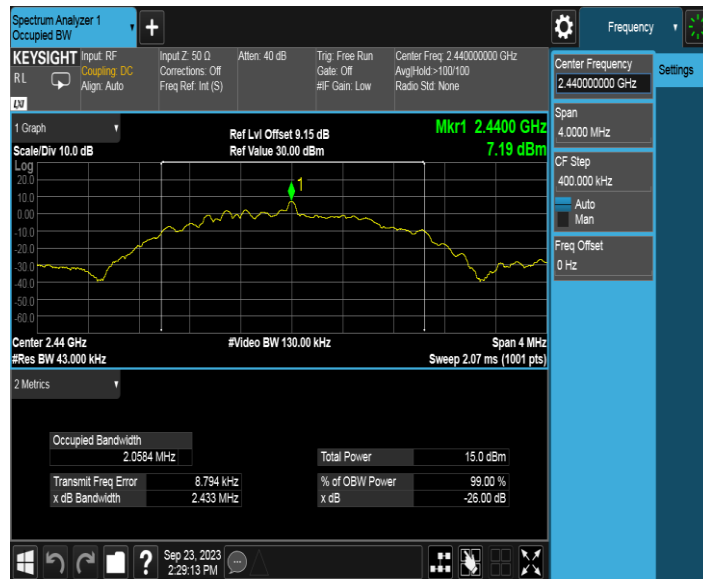 Spectrum Analyzer 1
Occupied BW
+
Frequency
KEYSIGHT
RL
LXI
Input: RF
Coupling: DC
Align: Auto
Input Z: 50 Ω
Corrections: Off
Freq Ref: Int (S)
Atten: 40 dB
Trig: Free Run
Gate: Off
#IF Gain: Low
Center Freq: 2.440000000 GHz
Avg|Hold:>100/100
Radio Std: None
Center Frequency
2.440000000 GHz
Settings
Span
4.0000 MHz
CF Step
400.000 kHz
Auto
Man
Freq Offset
0 Hz
1 Graph
Scale/Div 10.0 dB
Ref Lvl Offset 9.15 dB
Ref Value 30.00 dBm
Mkr1 2.4400 GHz
7.19 dBm
Log
20.0
10.0
0.00
-10.0
-20.0
-30.0
-40.0
-50.0
-60.0
1
Center 2.44 GHz
#Res BW 43.000 kHz
#Video BW 130.00 kHz
Span 4 MHz
Sweep 2.07 ms (1001 pts)
2 Metrics
Occupied Bandwidth
2.0584 MHz
Total Power 15.0 dBm
Transmit Freq Error 8.794 kHz
% of OBW Power 99.00 %
x dB Bandwidth 2.433 MHz
x dB -26.00 dB
?
Sep 23, 2023
2:29:13 PM